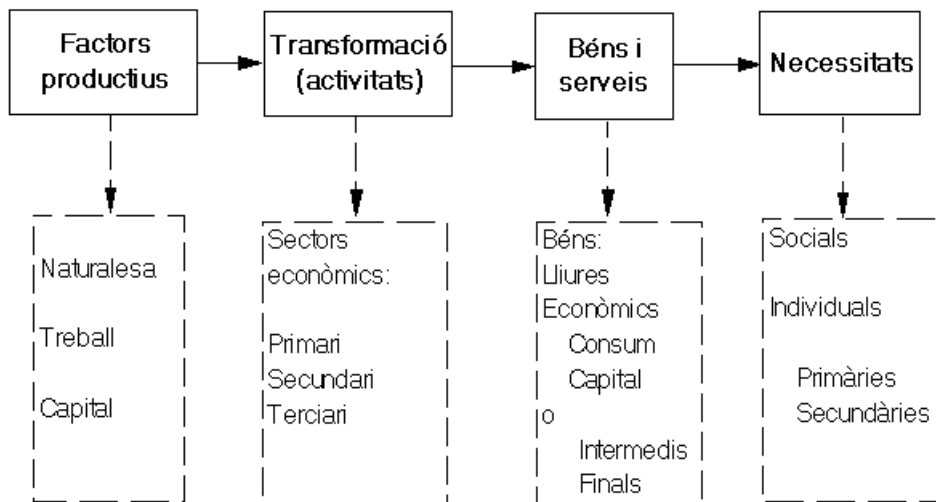 Factors
productius
Transformació
(activitats)
Béns i
serveis
Necessitats
Naturalesa
Treball
Capital
Sectors
econòmics:
Primari
Secundari
Terciari
Béns:
Lliures
Econòmics
Consum
Capital
o
Intermedis
Finals
Socials
Individuals
Primàries
Secundàries